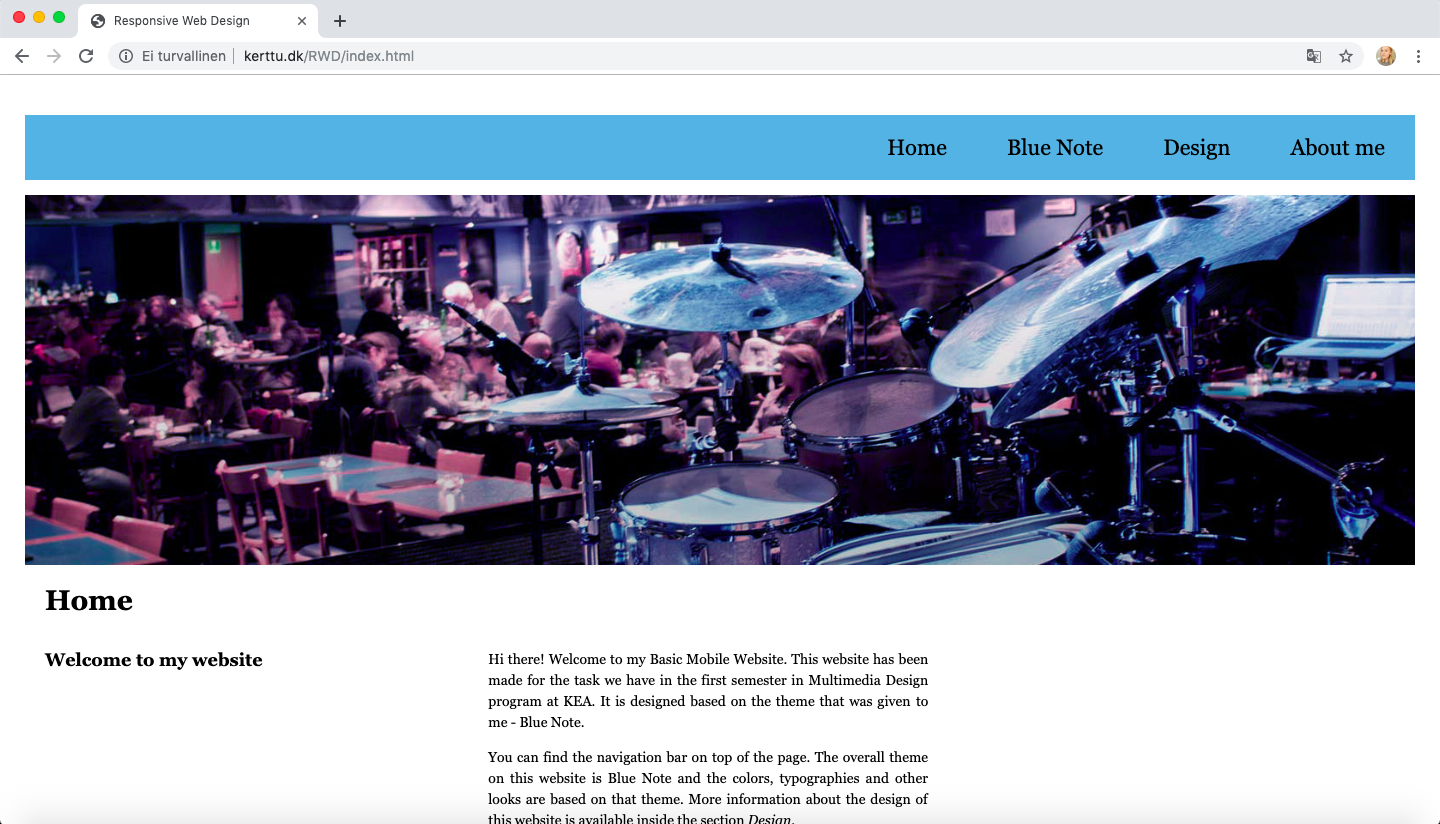 Responsive Web Design
Ei turvallinen kerttu.dk/RWD/index.html
Home Blue Note Design About me
Home
Welcome to my website
Hi there! Welcome to my Basic Mobile Website. This website has been
made for the task we have in the first semester in Multimedia Design
program at KEA. It is designed based on the theme that was given to
me - Blue Note.
You can find the navigation bar on top of the page. The overall theme
on this website is Blue Note and the colors, typographies and other
looks are based on that theme. More information about the design of
this website is available inside the section Design.